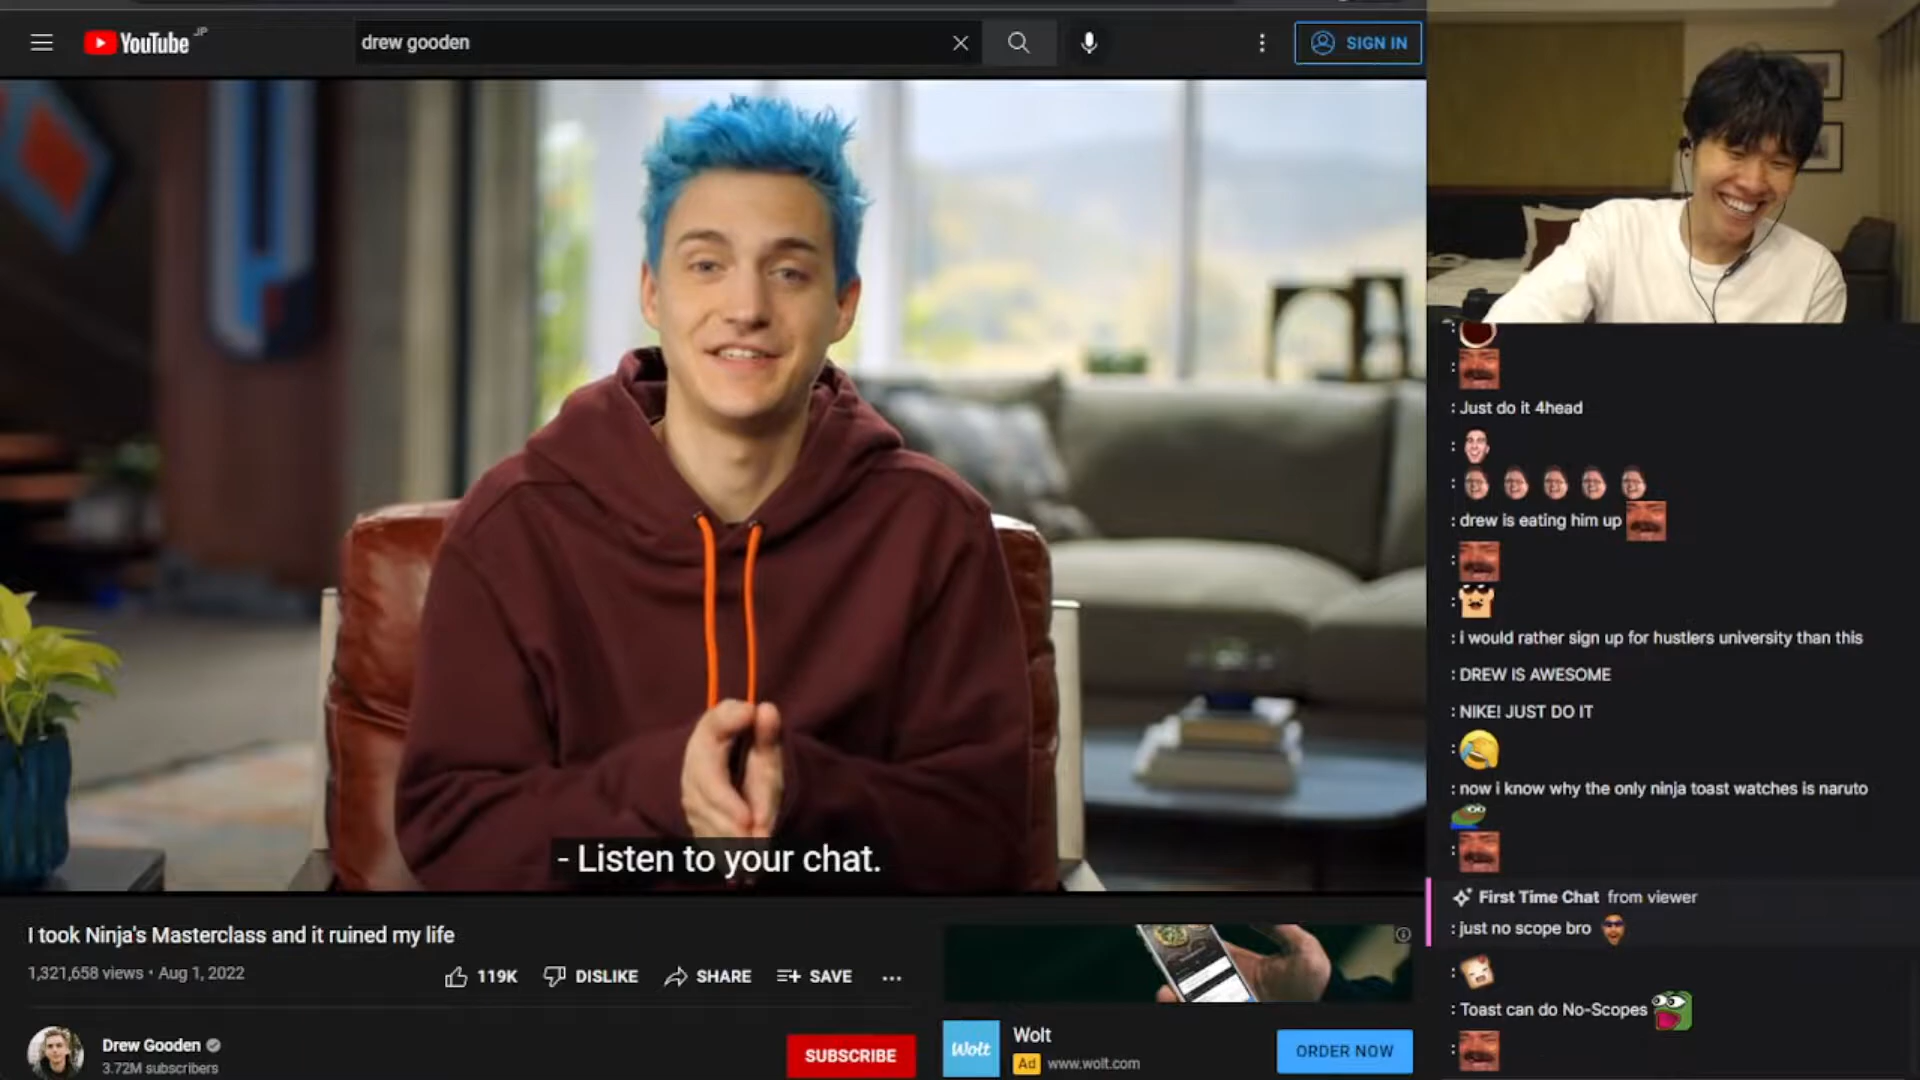 YouTube JP
drew gooden
SIGN IN
- Listen to your chat.
I took Ninja's Masterclass and it ruined my life
1,321,658 views • Aug 1, 2022
119K
DISLIKE
SHARE
SAVE
Drew Gooden
3.72M subscribers
SUBSCRIBE
Wolt
Wolt
Ad www.wolt.com
ORDER NOW
: Just do it 4head
: drew is eating him up
: i would rather sign up for hustlers university than this
: DREW IS AWESOME
: NIKE! JUST DO IT
: now i know why the only ninja toast watches is naruto
First Time Chat from viewer
: just no scope bro
: Toast can do No-Scopes